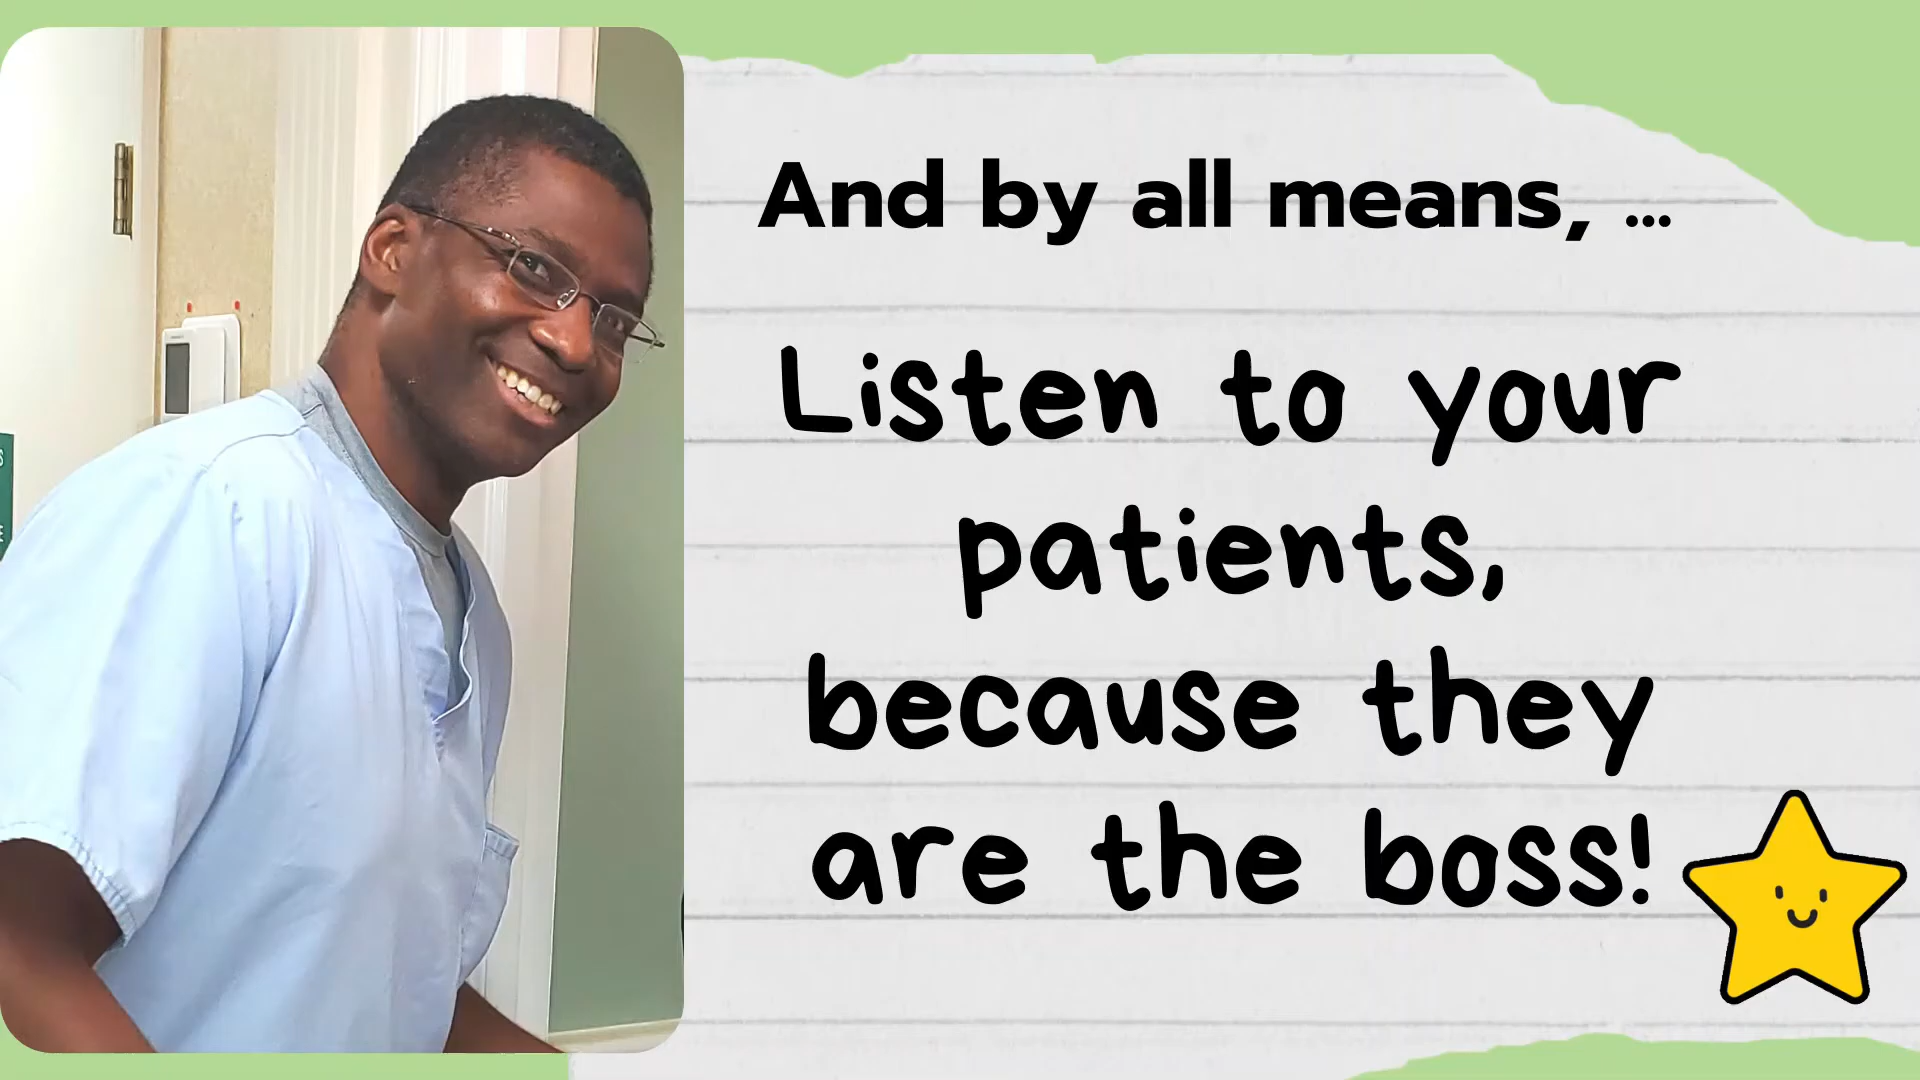 And by all means, ...
Listen to your
patients,
because they
are the boss!